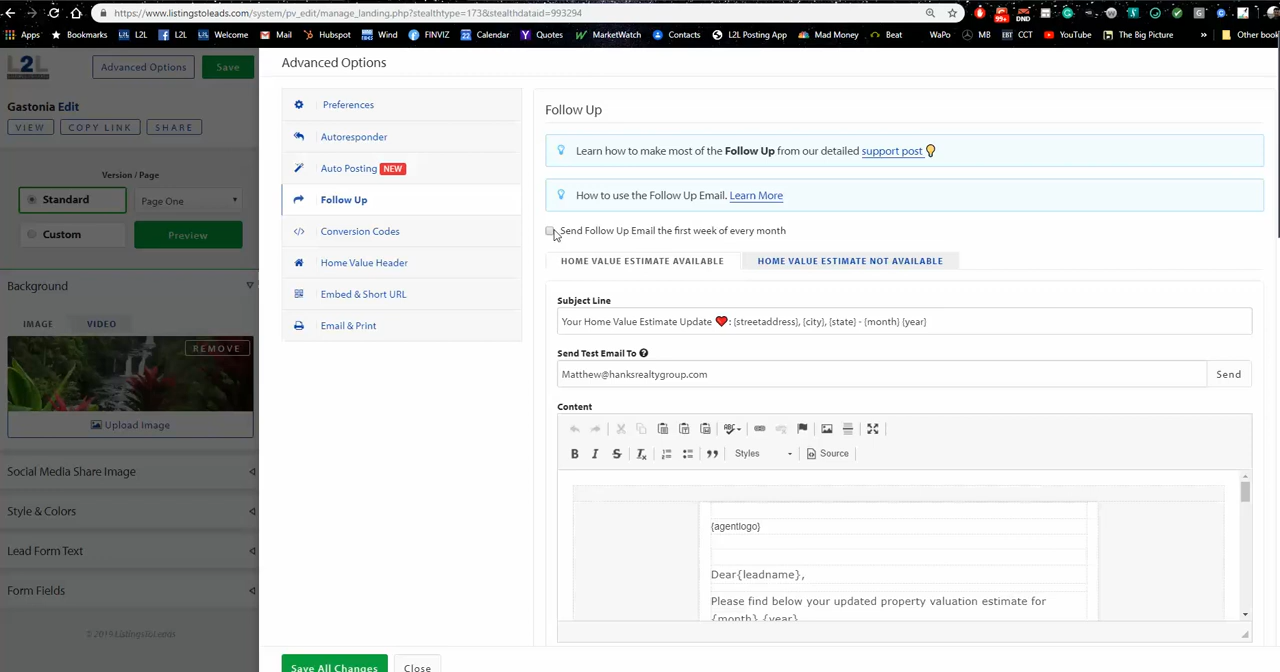 https://www.listingstoleads.com/system/pv_edit/manage_landing.php?stealthtype=173&stealthdataid=993294
99+
DND
Apps Bookmarks L2L L2L Welcome Mail Hubspot Wind FINVIZ Calendar Quotes MarketWatch Contacts L2L Posting App Mad Money Beat WaPo MB CCT YouTube The Big Picture » Other book
L2L
Advanced Options
Save
Gastonia Edit
VIEW
COPY LINK
SHARE
Version / Page
Standard
Page One
Custom
Preview
Background
IMAGE
VIDEO
REMOVE
Upload Image
Social Media Share Image
Style & Colors
Lead Form Text
Form Fields
© 2019 ListingsToLeads
Advanced Options
Preferences
Autoresponder
Auto Posting NEW
Follow Up
Conversion Codes
Home Value Header
Embed & Short URL
Email & Print
Follow Up
Learn how to make most of the Follow Up from our detailed support post
How to use the Follow Up Email. Learn More
Send Follow Up Email the first week of every month
HOME VALUE ESTIMATE AVAILABLE
HOME VALUE ESTIMATE NOT AVAILABLE
Subject Line
Your Home Value Estimate Update ❤: {streetaddress}, {city}, {state} - {month} {year}
Send Test Email To
Matthew@hanksrealtygroup.com
Send
Content
Styles
Source
{agentlogo}
Dear{leadname},
Please find below your updated property valuation estimate for
{month} {year}
Save All Changes
Close